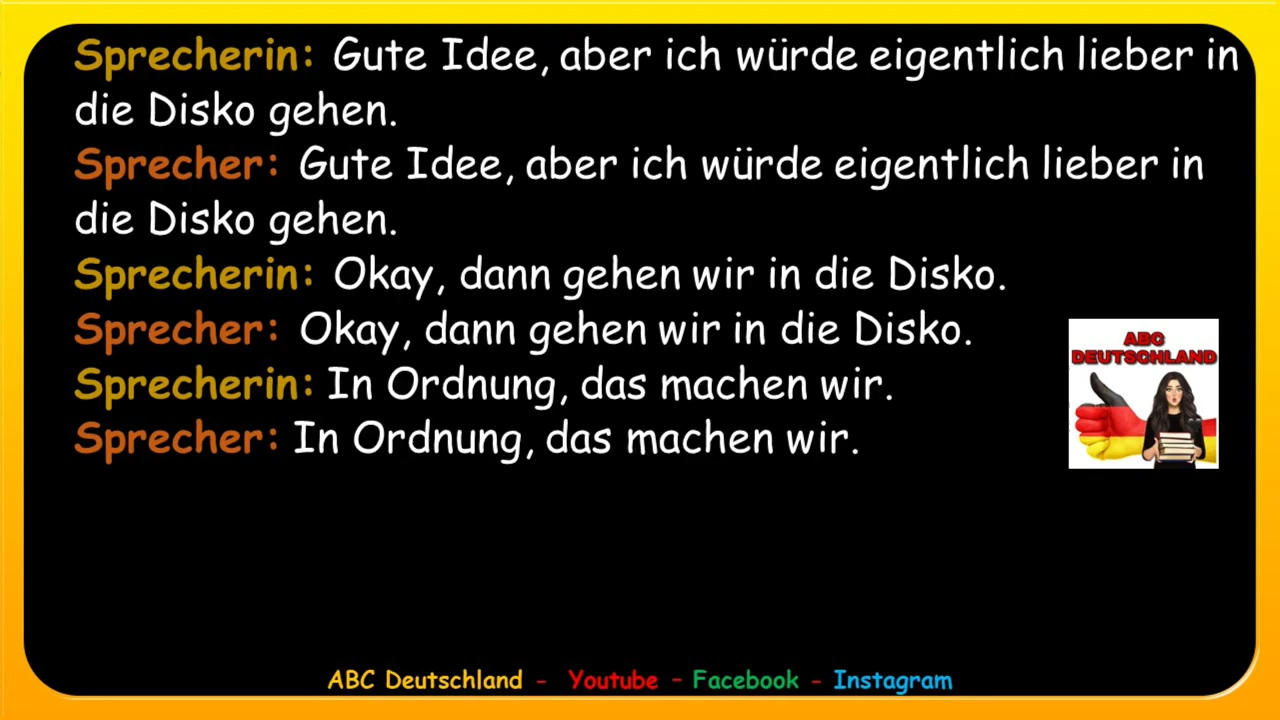 Sprecherin: Gute Idee, aber ich würde eigentlich lieber in
die Disko gehen.
Sprecher: Gute Idee, aber ich würde eigentlich lieber in
die Disko gehen.
Sprecherin: Okay, dann gehen wir in die Disko.
Sprecher: Okay, dann gehen wir in die Disko.
Sprecherin: In Ordnung, das machen wir.
Sprecher: In Ordnung, das machen wir.
ABC
DEUTSCHLAND
ABC Deutschland - Youtube - Facebook - Instagram